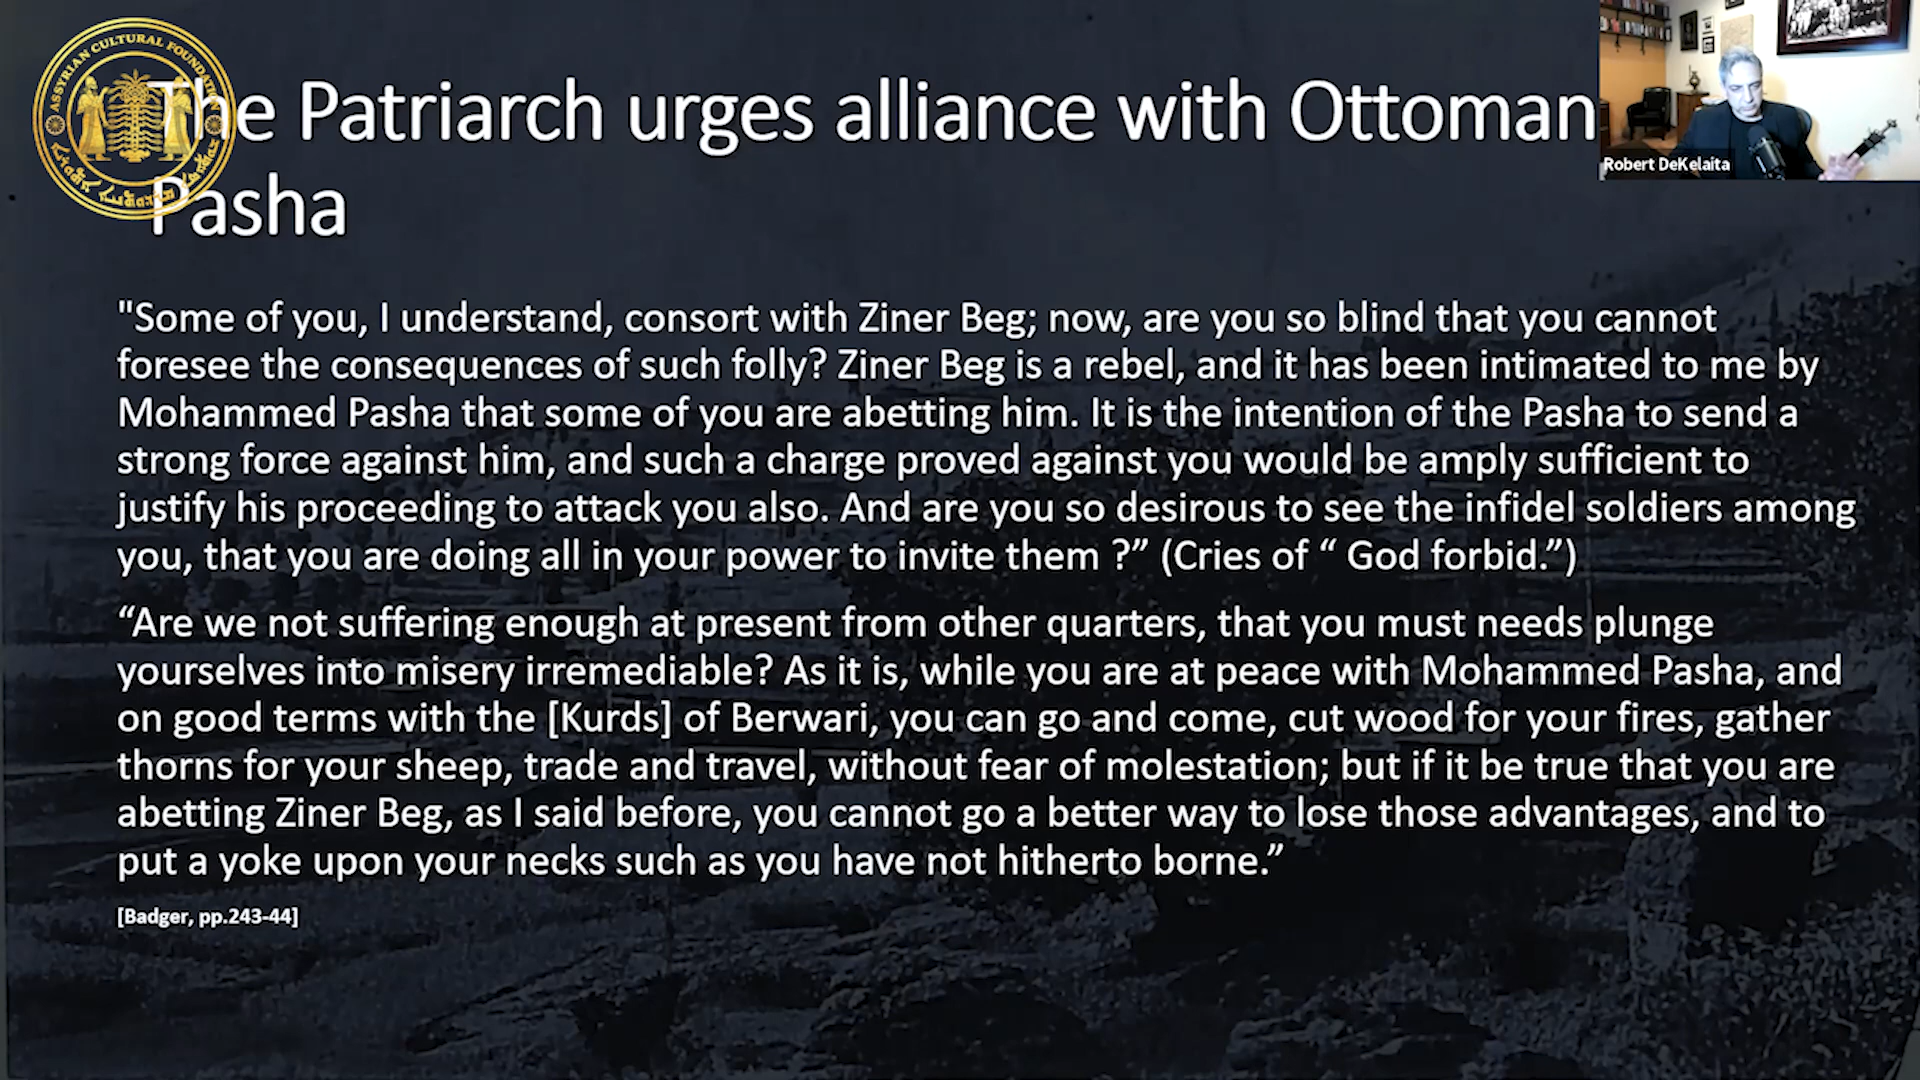 ASSYRIAN CULTURAL FOUNDATION
The Patriarch urges alliance with Ottoman
Pasha
Robert DeKelaita
"Some of you, I understand, consort with Ziner Beg; now, are you so blind that you cannot
foresee the consequences of such folly? Ziner Beg is a rebel, and it has been intimated to me by
Mohammed Pasha that some of you are abetting him. It is the intention of the Pasha to send a
strong force against him, and such a charge proved against you would be amply sufficient to
justify his proceeding to attack you also. And are you so desirous to see the infidel soldiers among
you, that you are doing all in your power to invite them ?” (Cries of “ God forbid.”)
“Are we not suffering enough at present from other quarters, that you must needs plunge
yourselves into misery irremediable? As it is, while you are at peace with Mohammed Pasha, and
on good terms with the [Kurds] of Berwari, you can go and come, cut wood for your fires, gather
thorns for your sheep, trade and travel, without fear of molestation; but if it be true that you are
abetting Ziner Beg, as I said before, you cannot go a better way to lose those advantages, and to
put a yoke upon your necks such as you have not hitherto borne.”
[Badger, pp.243-44]